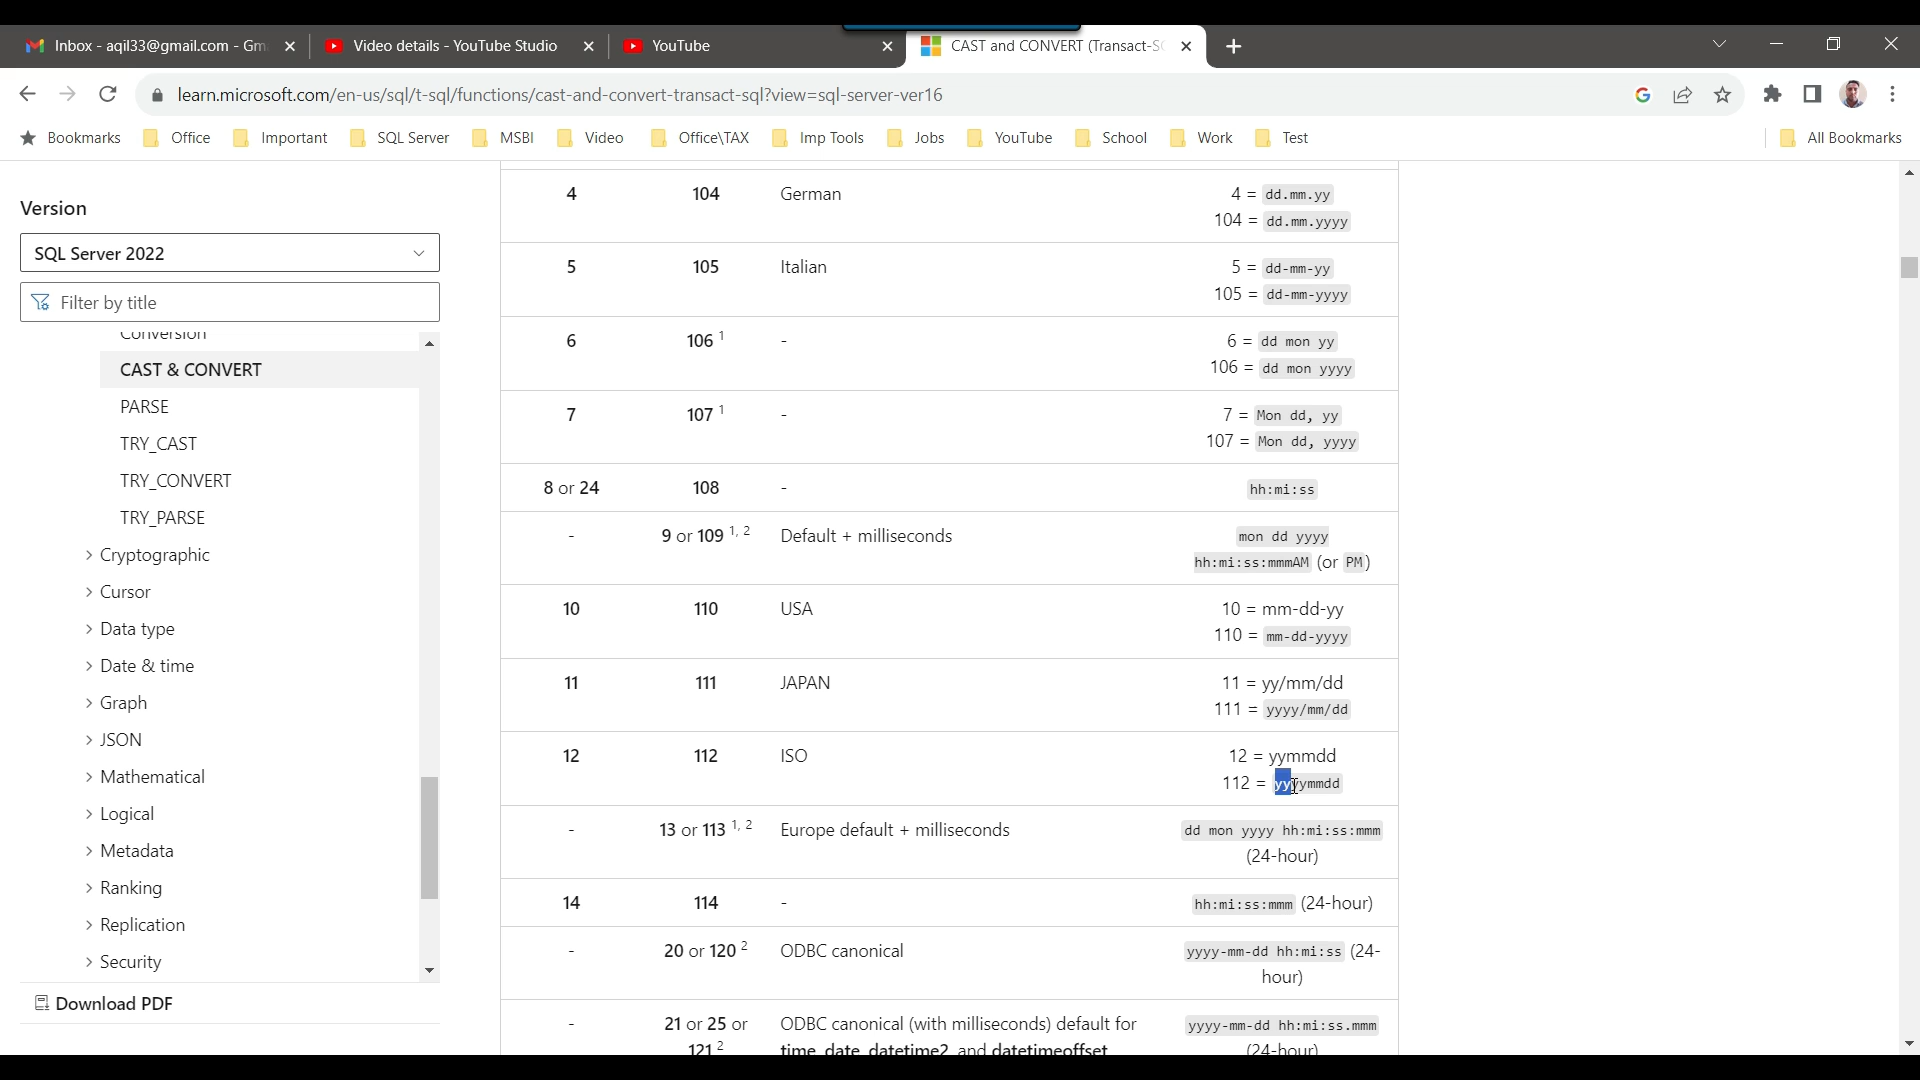 Inbox - aqil33@gmail.com - Gm
Video details - YouTube Studio
YouTube
CAST and CONVERT (Transact-SQ
learn.microsoft.com/en-us/sql/t-sql/functions/cast-and-convert-transact-sql?view=sql-server-ver16
Bookmarks Office Important SQL Server MSBI Video Office\TAX Imp Tools Jobs YouTube School Work Test All Bookmarks
Version
SQL Server 2022
Filter by title
Conversion
CAST & CONVERT
PARSE
TRY_CAST
TRY_CONVERT
TRY_PARSE
Cryptographic
Cursor
Data type
Date & time
Graph
JSON
Mathematical
Logical
Metadata
Ranking
Replication
Security
Download PDF
4 104 German 4 = dd.mm.yy
104 = dd.mm.yyyy
5 105 Italian 5 = dd-mm-yy
105 = dd-mm-yyyy
6 106 1 - 6 = dd mon yy
106 = dd mon yyyy
7 107 1 - 7 = Mon dd, yy
107 = Mon dd, yyyy
8 or 24 108 - hh:mi:ss
- 9 or 109 1, 2 Default + milliseconds mon dd yyyy
hh:mi:ss:mmmAM (or PM)
10 110 USA 10 = mm-dd-yy
110 = mm-dd-yyyy
11 111 JAPAN 11 = yy/mm/dd
111 = yyyy/mm/dd
12 112 ISO 12 = yymmdd
112 = yyyymmdd
- 13 or 113 1, 2 Europe default + milliseconds dd mon yyyy hh:mi:ss:mmm
(24-hour)
14 114 - hh:mi:ss:mmm (24-hour)
- 20 or 120 2 ODBC canonical yyyy-mm-dd hh:mi:ss (24-
hour)
- 21 or 25 or ODBC canonical (with milliseconds) default for yyyy-mm-dd hh:mi:ss.mmm
121 2 time, date, datetime2, and datetimeoffset (24-hour)